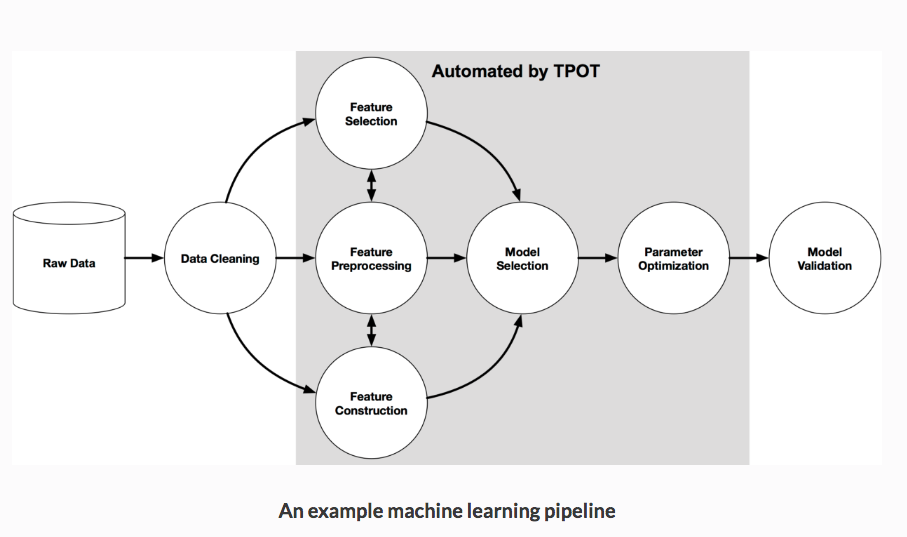 Automated by TPOT
Feature
Selection
Raw Data
Data Cleaning
Feature
Preprocessing
Model
Selection
Parameter
Optimization
Model
Validation
Feature
Construction
An example machine learning pipeline